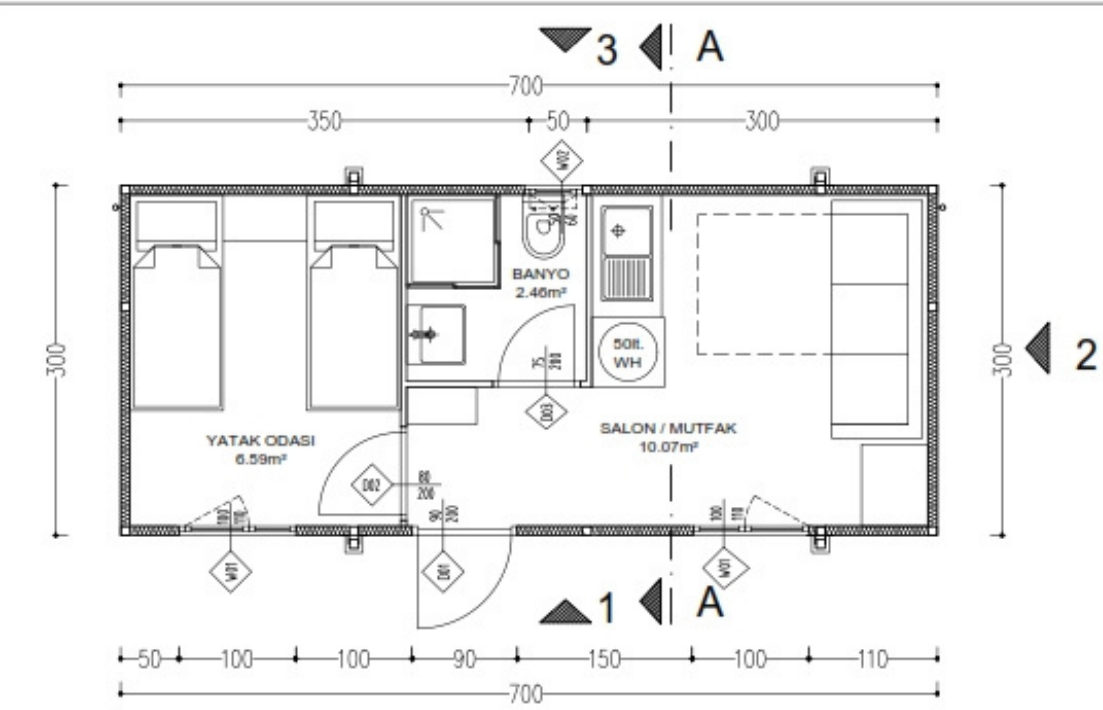 3 A
700
350 50 300
W02
50
60
BANYO
2.46m²
300
50lt.
WH
75
200
D03
300
2
YATAK ODASI
6.59m²
SALON / MUTFAK
10.07m²
D02
80
200
100
110
90
200
100
110
W01
D01
W01
1 A
50 100 100 90 150 100 110
700